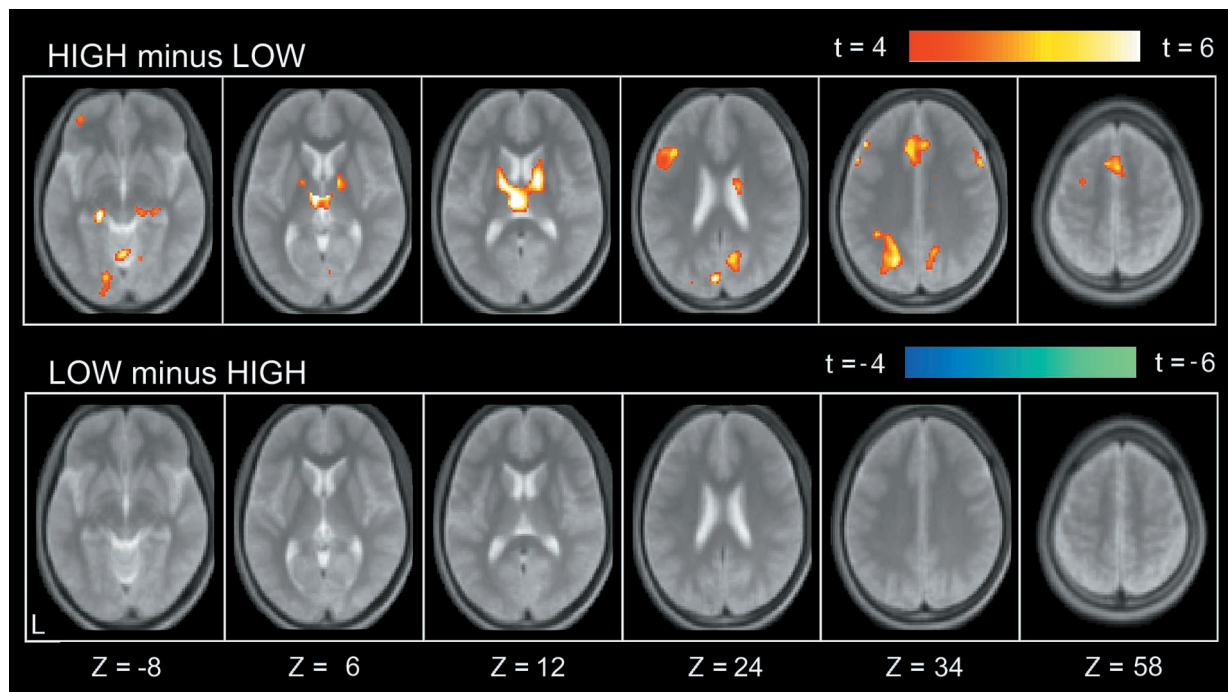 HIGH minus LOW
t = 4
t = 6
LOW minus HIGH
t = -4
t = -6
L
Z = -8
Z = 6
Z = 12
Z = 24
Z = 34
Z = 58